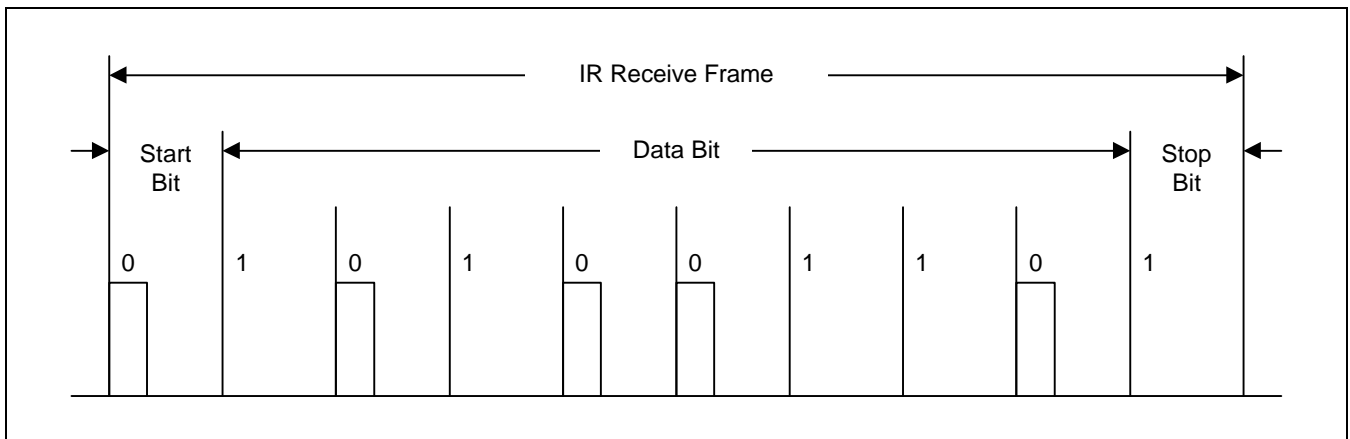 IR Receive Frame
Start
Bit
Data Bit
Stop
Bit
0 1 0 1 0 0 1 1 0 1